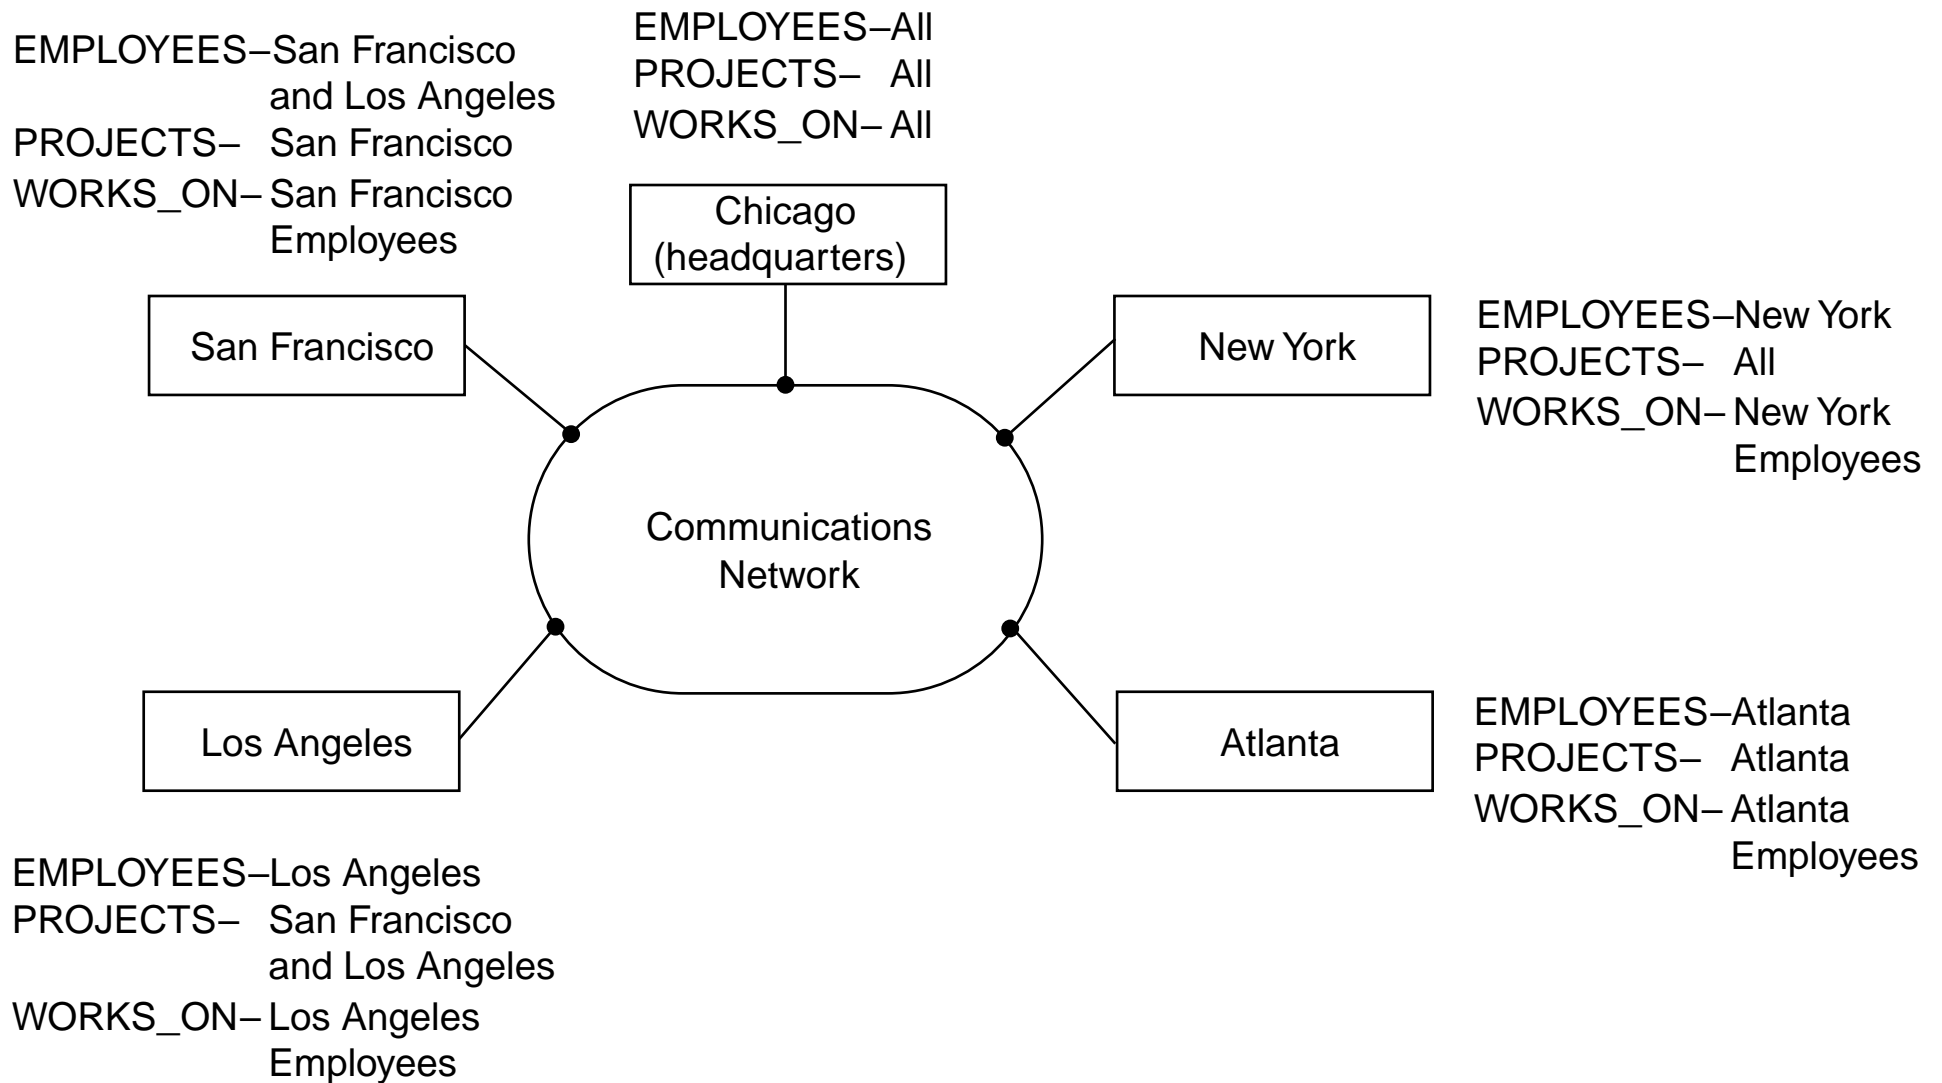 EMPLOYEES–San Francisco
and Los Angeles
PROJECTS– San Francisco
WORKS_ON– San Francisco
Employees
EMPLOYEES–All
PROJECTS– All
WORKS_ON– All
Chicago
(headquarters)
San Francisco
New York
EMPLOYEES–New York
PROJECTS– All
WORKS_ON– New York
Employees
Communications
Network
Los Angeles
Atlanta
EMPLOYEES–Atlanta
PROJECTS– Atlanta
WORKS_ON– Atlanta
Employees
EMPLOYEES–Los Angeles
PROJECTS– San Francisco
and Los Angeles
WORKS_ON– Los Angeles
Employees